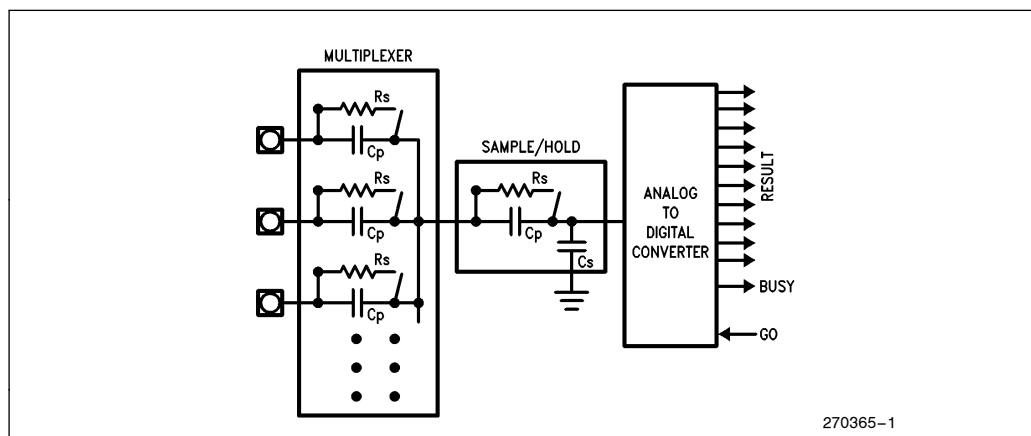 MULTIPLEXER
Rs
Cp
Rs
Cp
Rs
Cp
SAMPLE/HOLD
Rs
Cp
Cs
ANALOG
TO
DIGITAL
CONVERTER
RESULT
BUSY
GO
270365–1